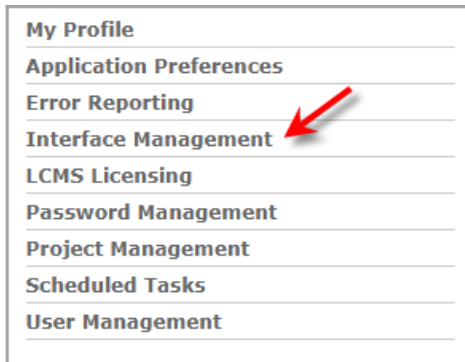 My Profile
Application Preferences
Error Reporting
Interface Management
LCMS Licensing
Password Management
Project Management
Scheduled Tasks
User Management